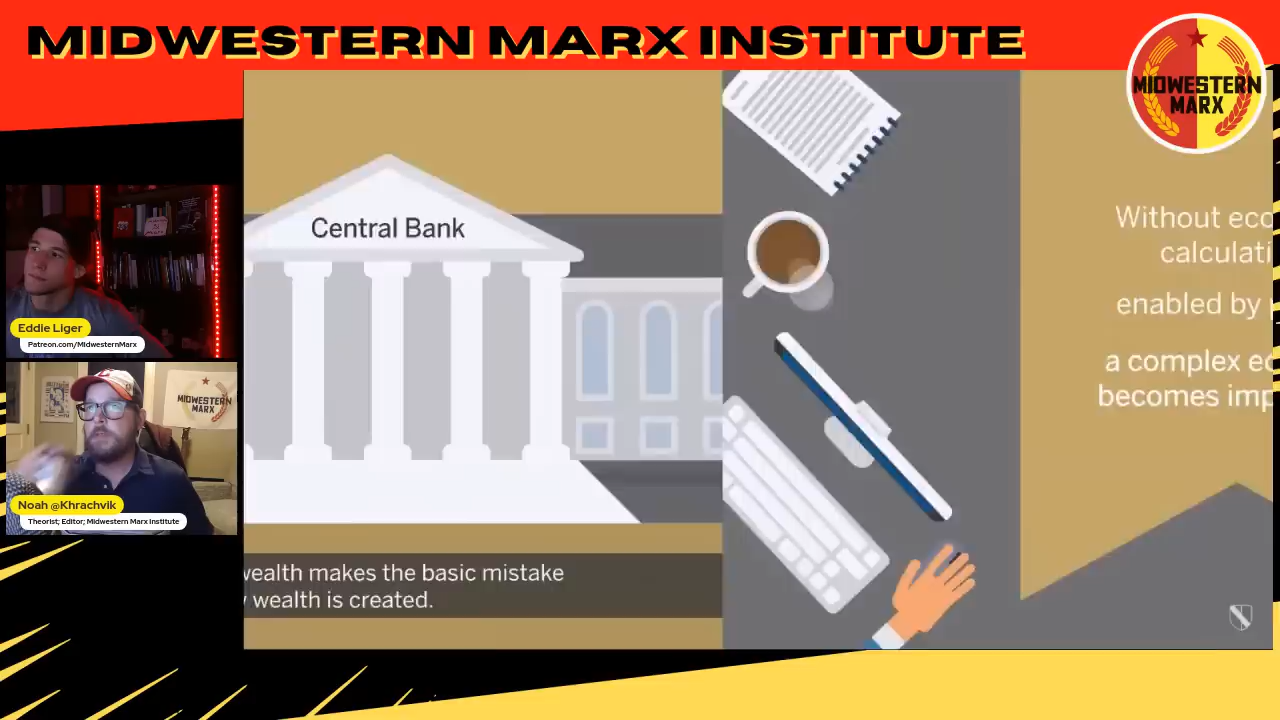 MIDWESTERN MARX INSTITUTE
MIDWESTERN
MARX
Central Bank
Without eco
calculati
enabled by
a complex ec
becomes imp
wealth makes the basic mistake
wealth is created.
Eddie Liger
Patreon.com/MidwesternMarx
MIDWESTERN
MARX
Noah @Khrachvik
Theorist; Editor; Midwestern Marx Institute